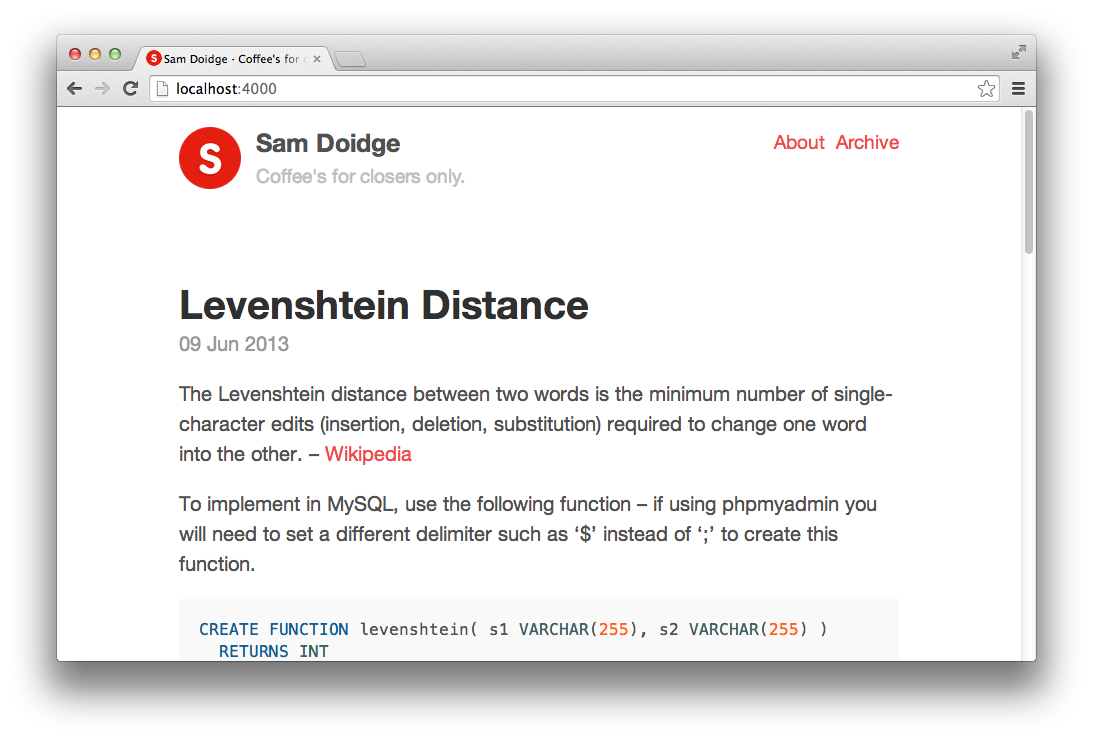 S Sam Doidge · Coffee's for
localhost:4000
S
Sam Doidge
Coffee's for closers only.
About Archive
Levenshtein Distance
09 Jun 2013
The Levenshtein distance between two words is the minimum number of single-
character edits (insertion, deletion, substitution) required to change one word
into the other. – Wikipedia
To implement in MySQL, use the following function – if using phpmyadmin you
will need to set a different delimiter such as ‘$’ instead of ‘;’ to create this
function.
CREATE FUNCTION levenshtein( s1 VARCHAR(255), s2 VARCHAR(255) )
RETURNS INT